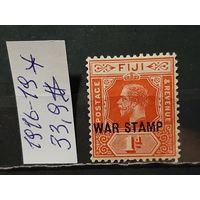 1916-19*
33,9#
FIJI
POSTAGE
& REVENUE
WAR STAMP
1d